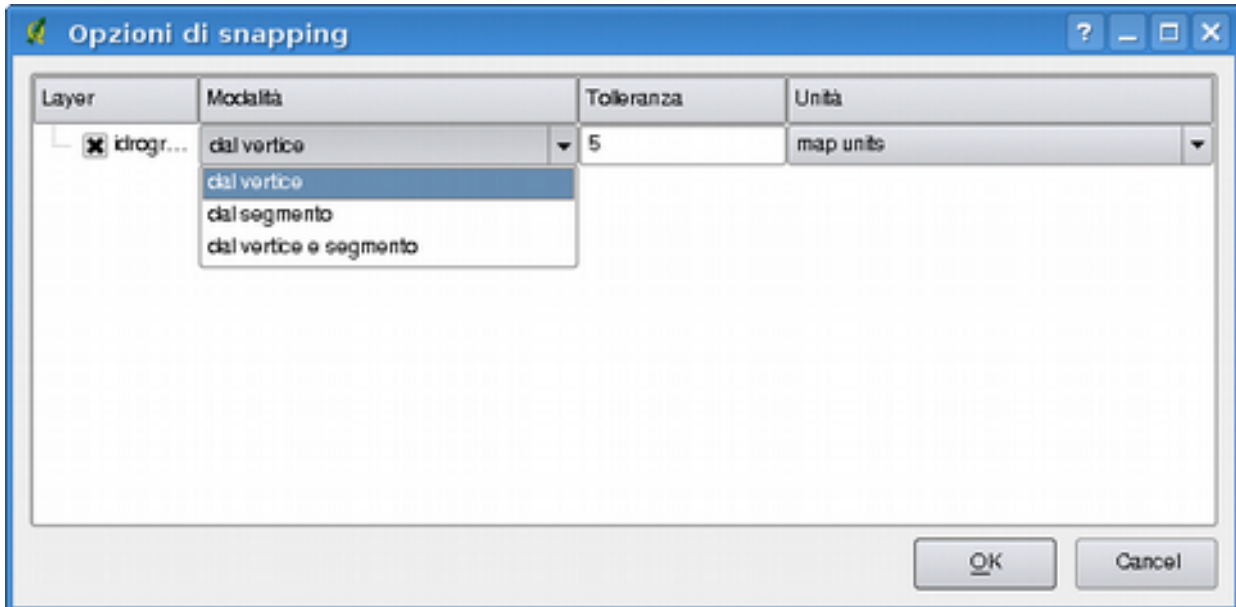 Opzioni di snapping
Layer Modalità Tolleranza Unità
idrogr... dal vertice 5 map units
dal vertice
dal segmento
dal vertice e segmento
OK Cancel